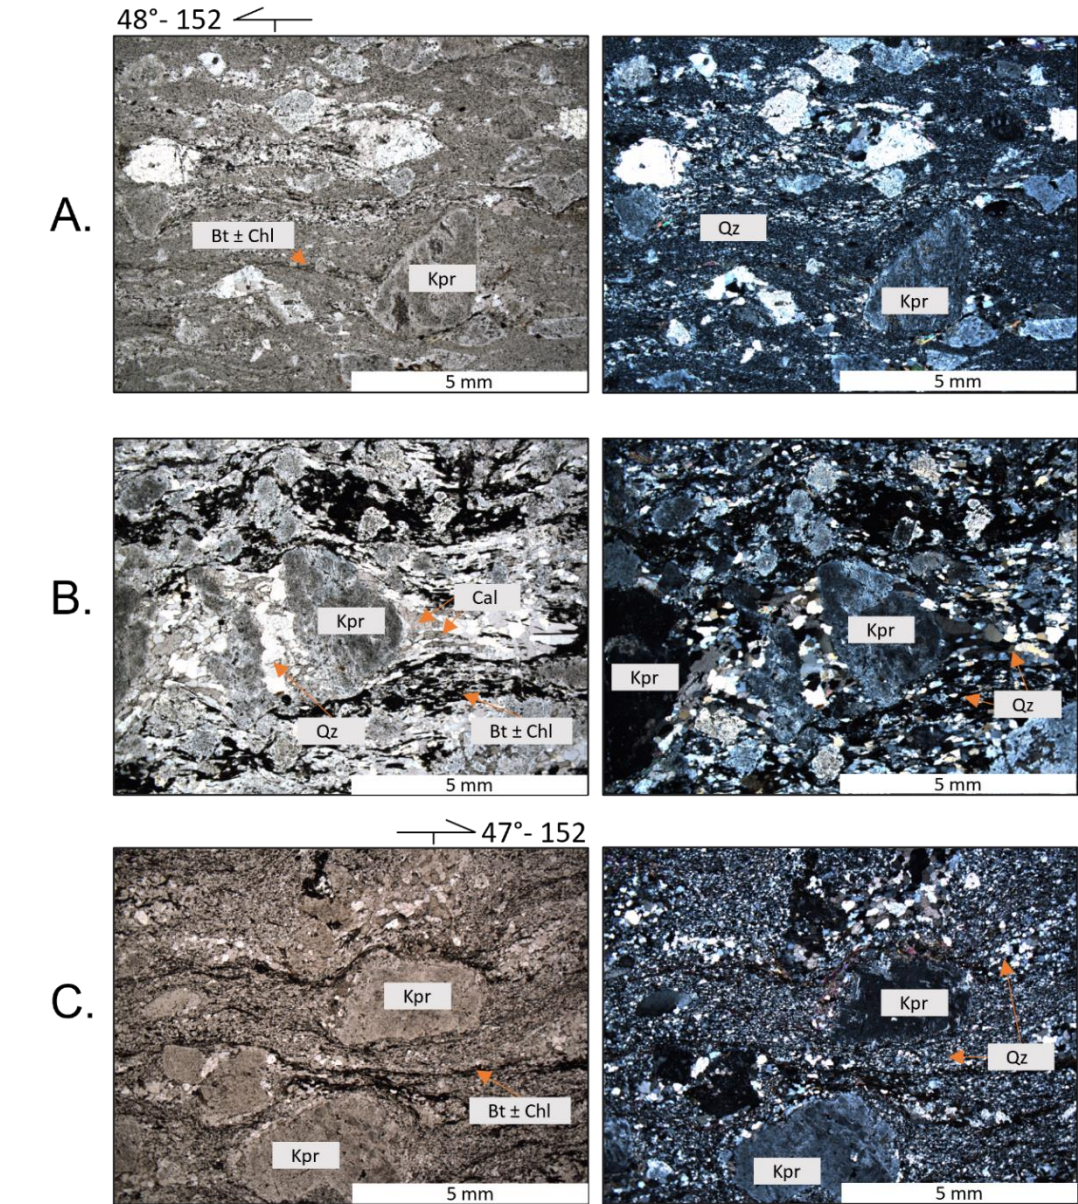 48°- 152
A.
Bt ± Chl
Kpr
5 mm
Qz
Kpr
5 mm
B.
Cal
Kpr
Qz
Bt ± Chl
5 mm
Kpr
Kpr
Qz
5 mm
47°- 152
C.
Kpr
Bt ± Chl
Kpr
5 mm
Kpr
Qz
Kpr
5 mm